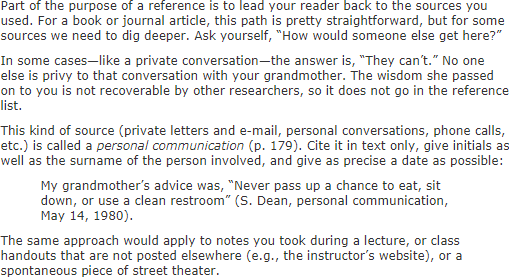 Part of the purpose of a reference is to lead your reader back to the sources you
used. For a book or journal article, this path is pretty straightforward, but for some
sources we need to dig deeper. Ask yourself, “How would someone else get here?”
In some cases—like a private conversation—the answer is, “They can’t.” No one
else is privy to that conversation with your grandmother. The wisdom she passed
on to you is not recoverable by other researchers, so it does not go in the reference
list.
This kind of source (private letters and e-mail, personal conversations, phone calls,
etc.) is called a personal communication (p. 179). Cite it in text only, give initials as
well as the surname of the person involved, and give as precise a date as possible:
My grandmother’s advice was, “Never pass up a chance to eat, sit
down, or use a clean restroom” (S. Dean, personal communication,
May 14, 1980).
The same approach would apply to notes you took during a lecture, or class
handouts that are not posted elsewhere (e.g., the instructor’s website), or a
spontaneous piece of street theater.